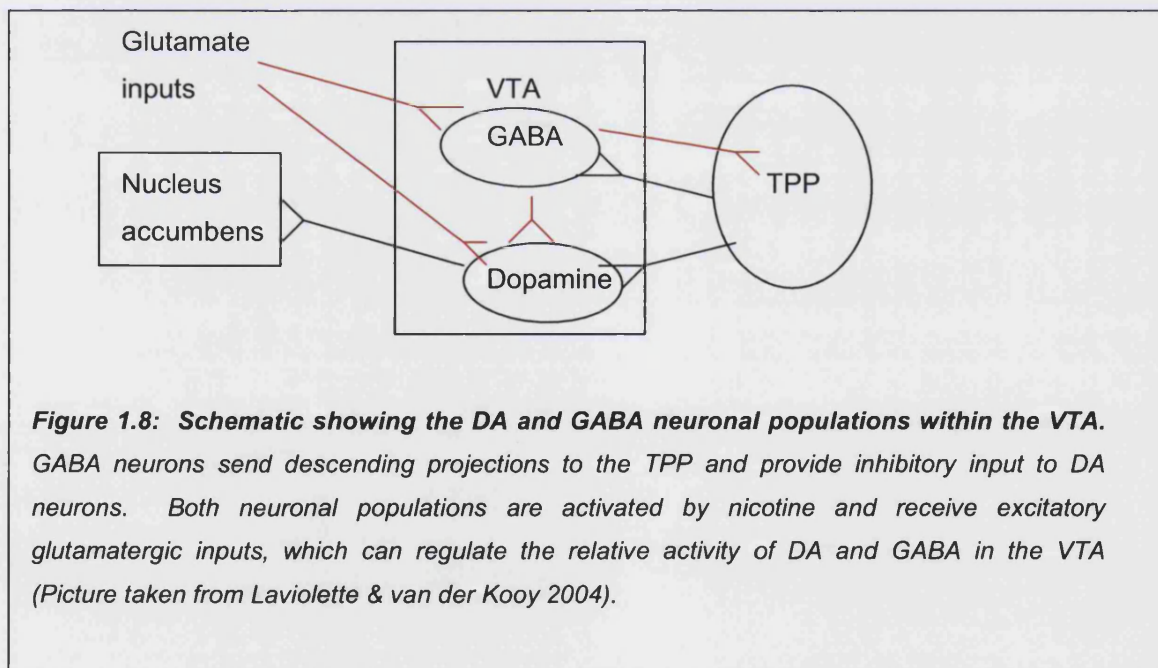 Glutamate
inputs
VTA
GABA
TPP
Nucleus
accumbens
Dopamine
Figure 1.8: Schematic showing the DA and GABA neuronal populations within the VTA.
GABA neurons send descending projections to the TPP and provide inhibitory input to DA
neurons. Both neuronal populations are activated by nicotine and receive excitatory
glutamatergic inputs, which can regulate the relative activity of DA and GABA in the VTA
(Picture taken from Laviolette & van der Kooy 2004).